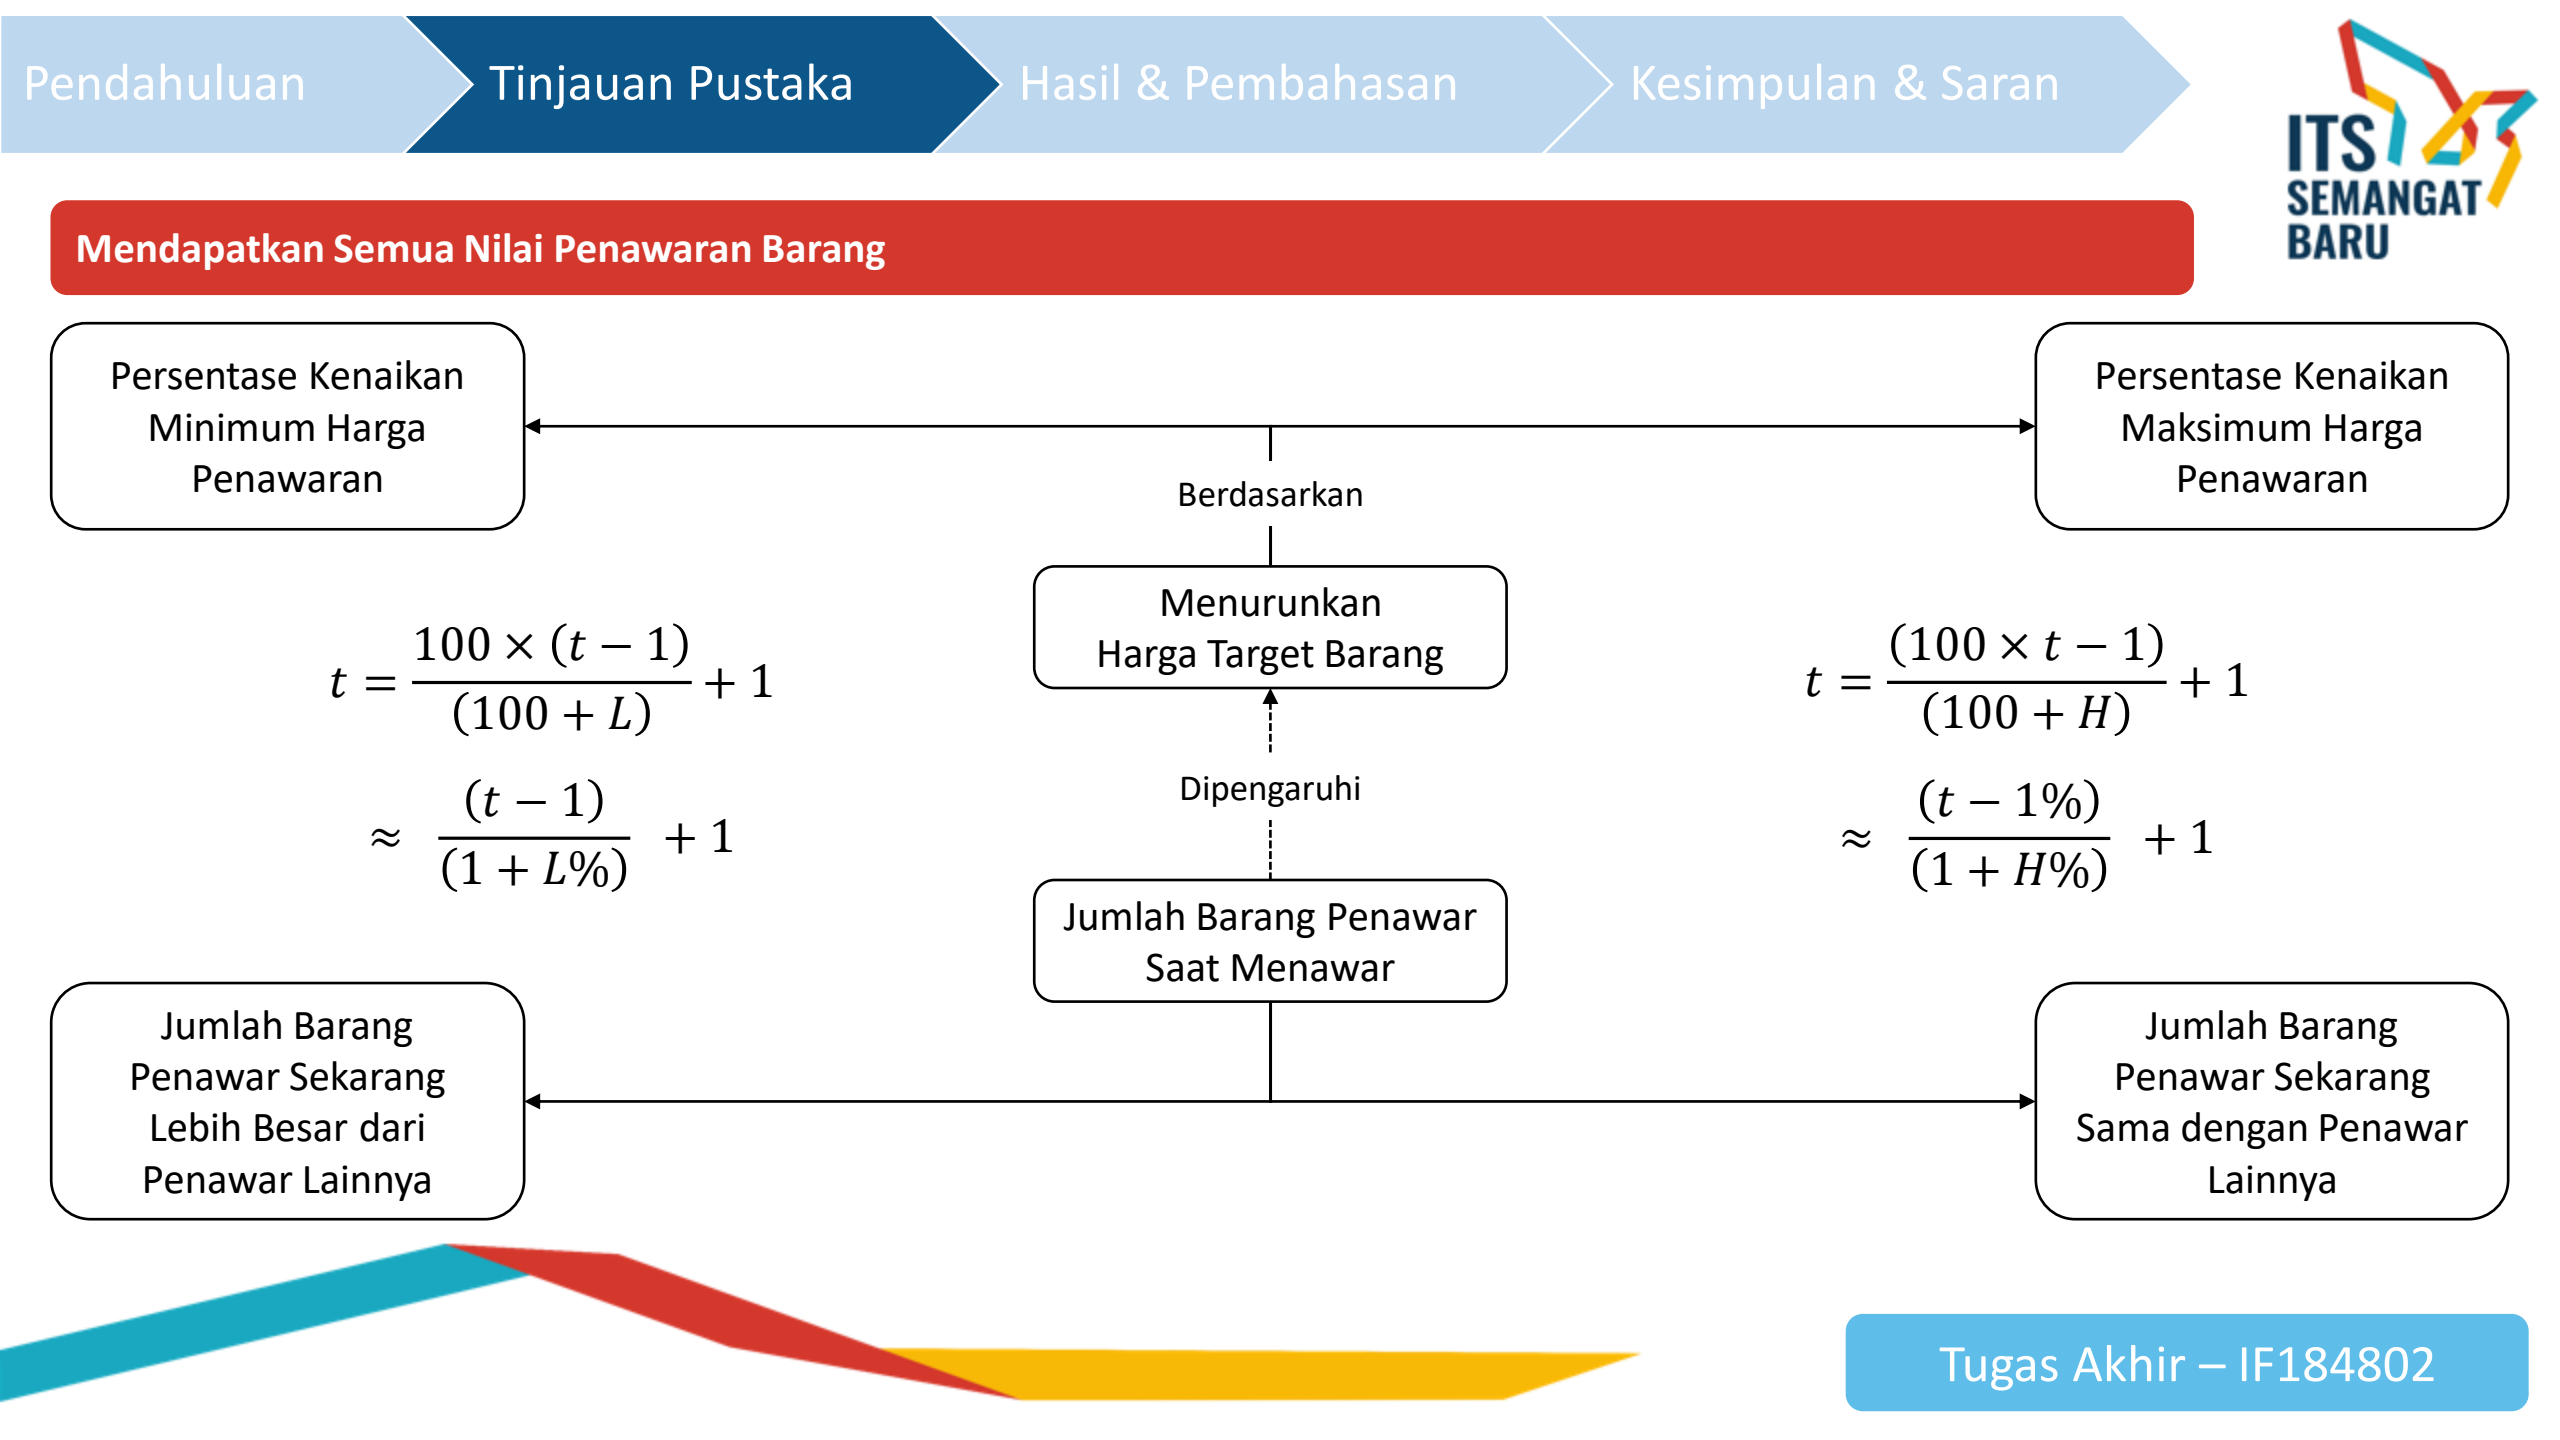 Pendahuluan
Tinjauan Pustaka
Hasil & Pembahasan
Kesimpulan & Saran
ITS
SEMANGAT
BARU
Mendapatkan Semua Nilai Penawaran Barang
Persentase Kenaikan
Minimum Harga
Penawaran
Berdasarkan
Persentase Kenaikan
Maksimum Harga
Penawaran
Menurunkan
Harga Target Barang
t = 100 × (t − 1) / (100 + L) + 1
≈ (t − 1) / (1 + L%) + 1
Dipengaruhi
t = (100 × t − 1) / (100 + H) + 1
≈ (t − 1%) / (1 + H%) + 1
Jumlah Barang Penawar
Saat Menawar
Jumlah Barang
Penawar Sekarang
Lebih Besar dari
Penawar Lainnya
Jumlah Barang
Penawar Sekarang
Sama dengan Penawar
Lainnya
Tugas Akhir – IF184802